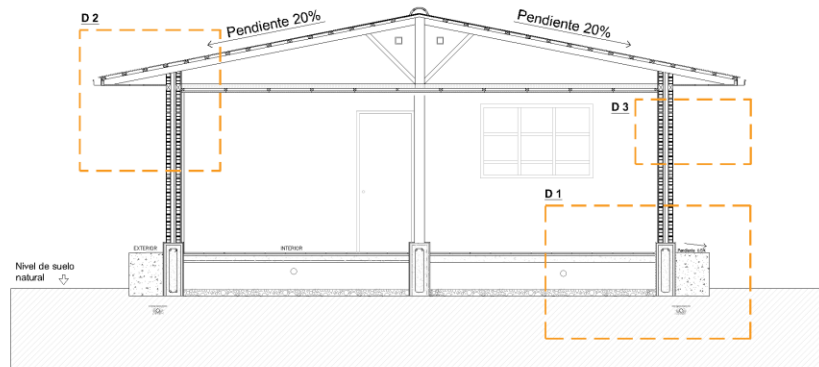 D 2
Pendiente 20%
Pendiente 20%
D 3
D 1
EXTERIOR
INTERIOR
Nivel de suelo
natural